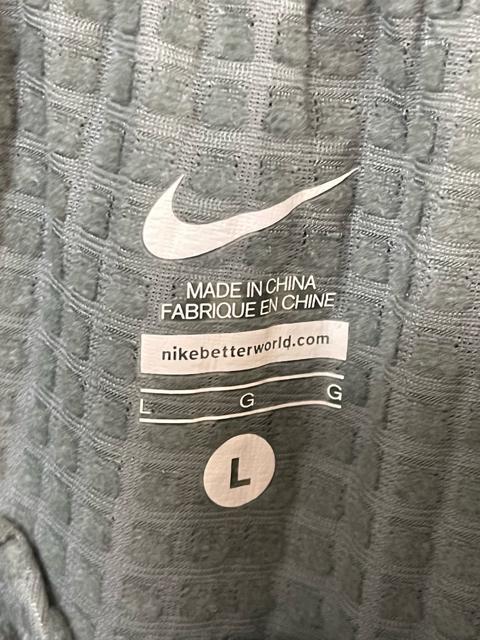 MADE IN CHINA
FABRIQUE EN CHINE
nikebetterworld.com
L G G
L